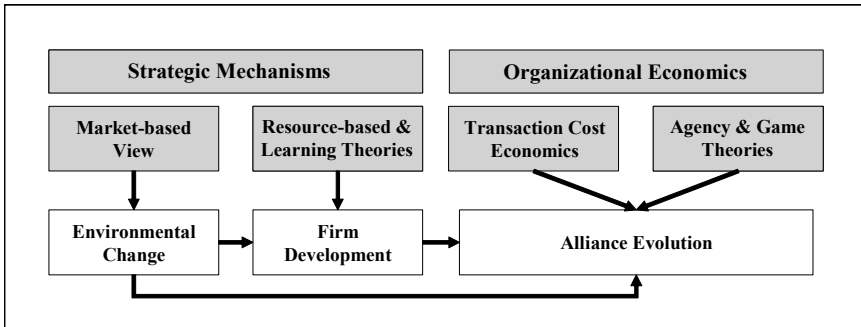 Strategic Mechanisms
Organizational Economics
Market-based
View
Resource-based &
Learning Theories
Transaction Cost
Economics
Agency & Game
Theories
Environmental
Change
Firm
Development
Alliance Evolution